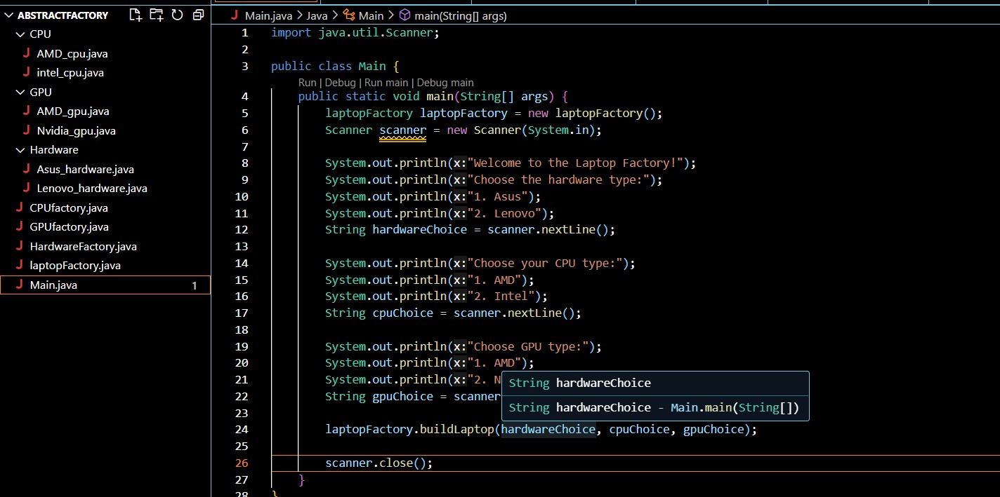 ABSTRACTFACTORY
CPU
AMD_cpu.java
intel_cpu.java
GPU
AMD_gpu.java
Nvidia_gpu.java
Hardware
Asus_hardware.java
Lenovo_hardware.java
CPUfactory.java
GPUfactory.java
HardwareFactory.java
laptopFactory.java
Main.java 1
Main.java > Java > Main > main(String[] args)
1 import java.util.Scanner;
2
3 public class Main {
Run | Debug | Run main | Debug main
4 public static void main(String[] args) {
5 laptopFactory laptopFactory = new laptopFactory();
6 Scanner scanner = new Scanner(System.in);
7
8 System.out.println(x:"Welcome to the Laptop Factory!");
9 System.out.println(x:"Choose the hardware type:");
10 System.out.println(x:"1. Asus");
11 System.out.println(x:"2. Lenovo");
12 String hardwareChoice = scanner.nextLine();
13
14 System.out.println(x:"Choose your CPU type:");
15 System.out.println(x:"1. AMD");
16 System.out.println(x:"2. Intel");
17 String cpuChoice = scanner.nextLine();
18
19 System.out.println(x:"Choose GPU type:");
20 System.out.println(x:"1. AMD");
21 System.out.println(x:"2. N
String hardwareChoice
22 String gpuChoice = scanner
String hardwareChoice - Main.main(String[])
23
24 laptopFactory.buildLaptop(hardwareChoice, cpuChoice, gpuChoice);
25
26 scanner.close();
27 }
28 }